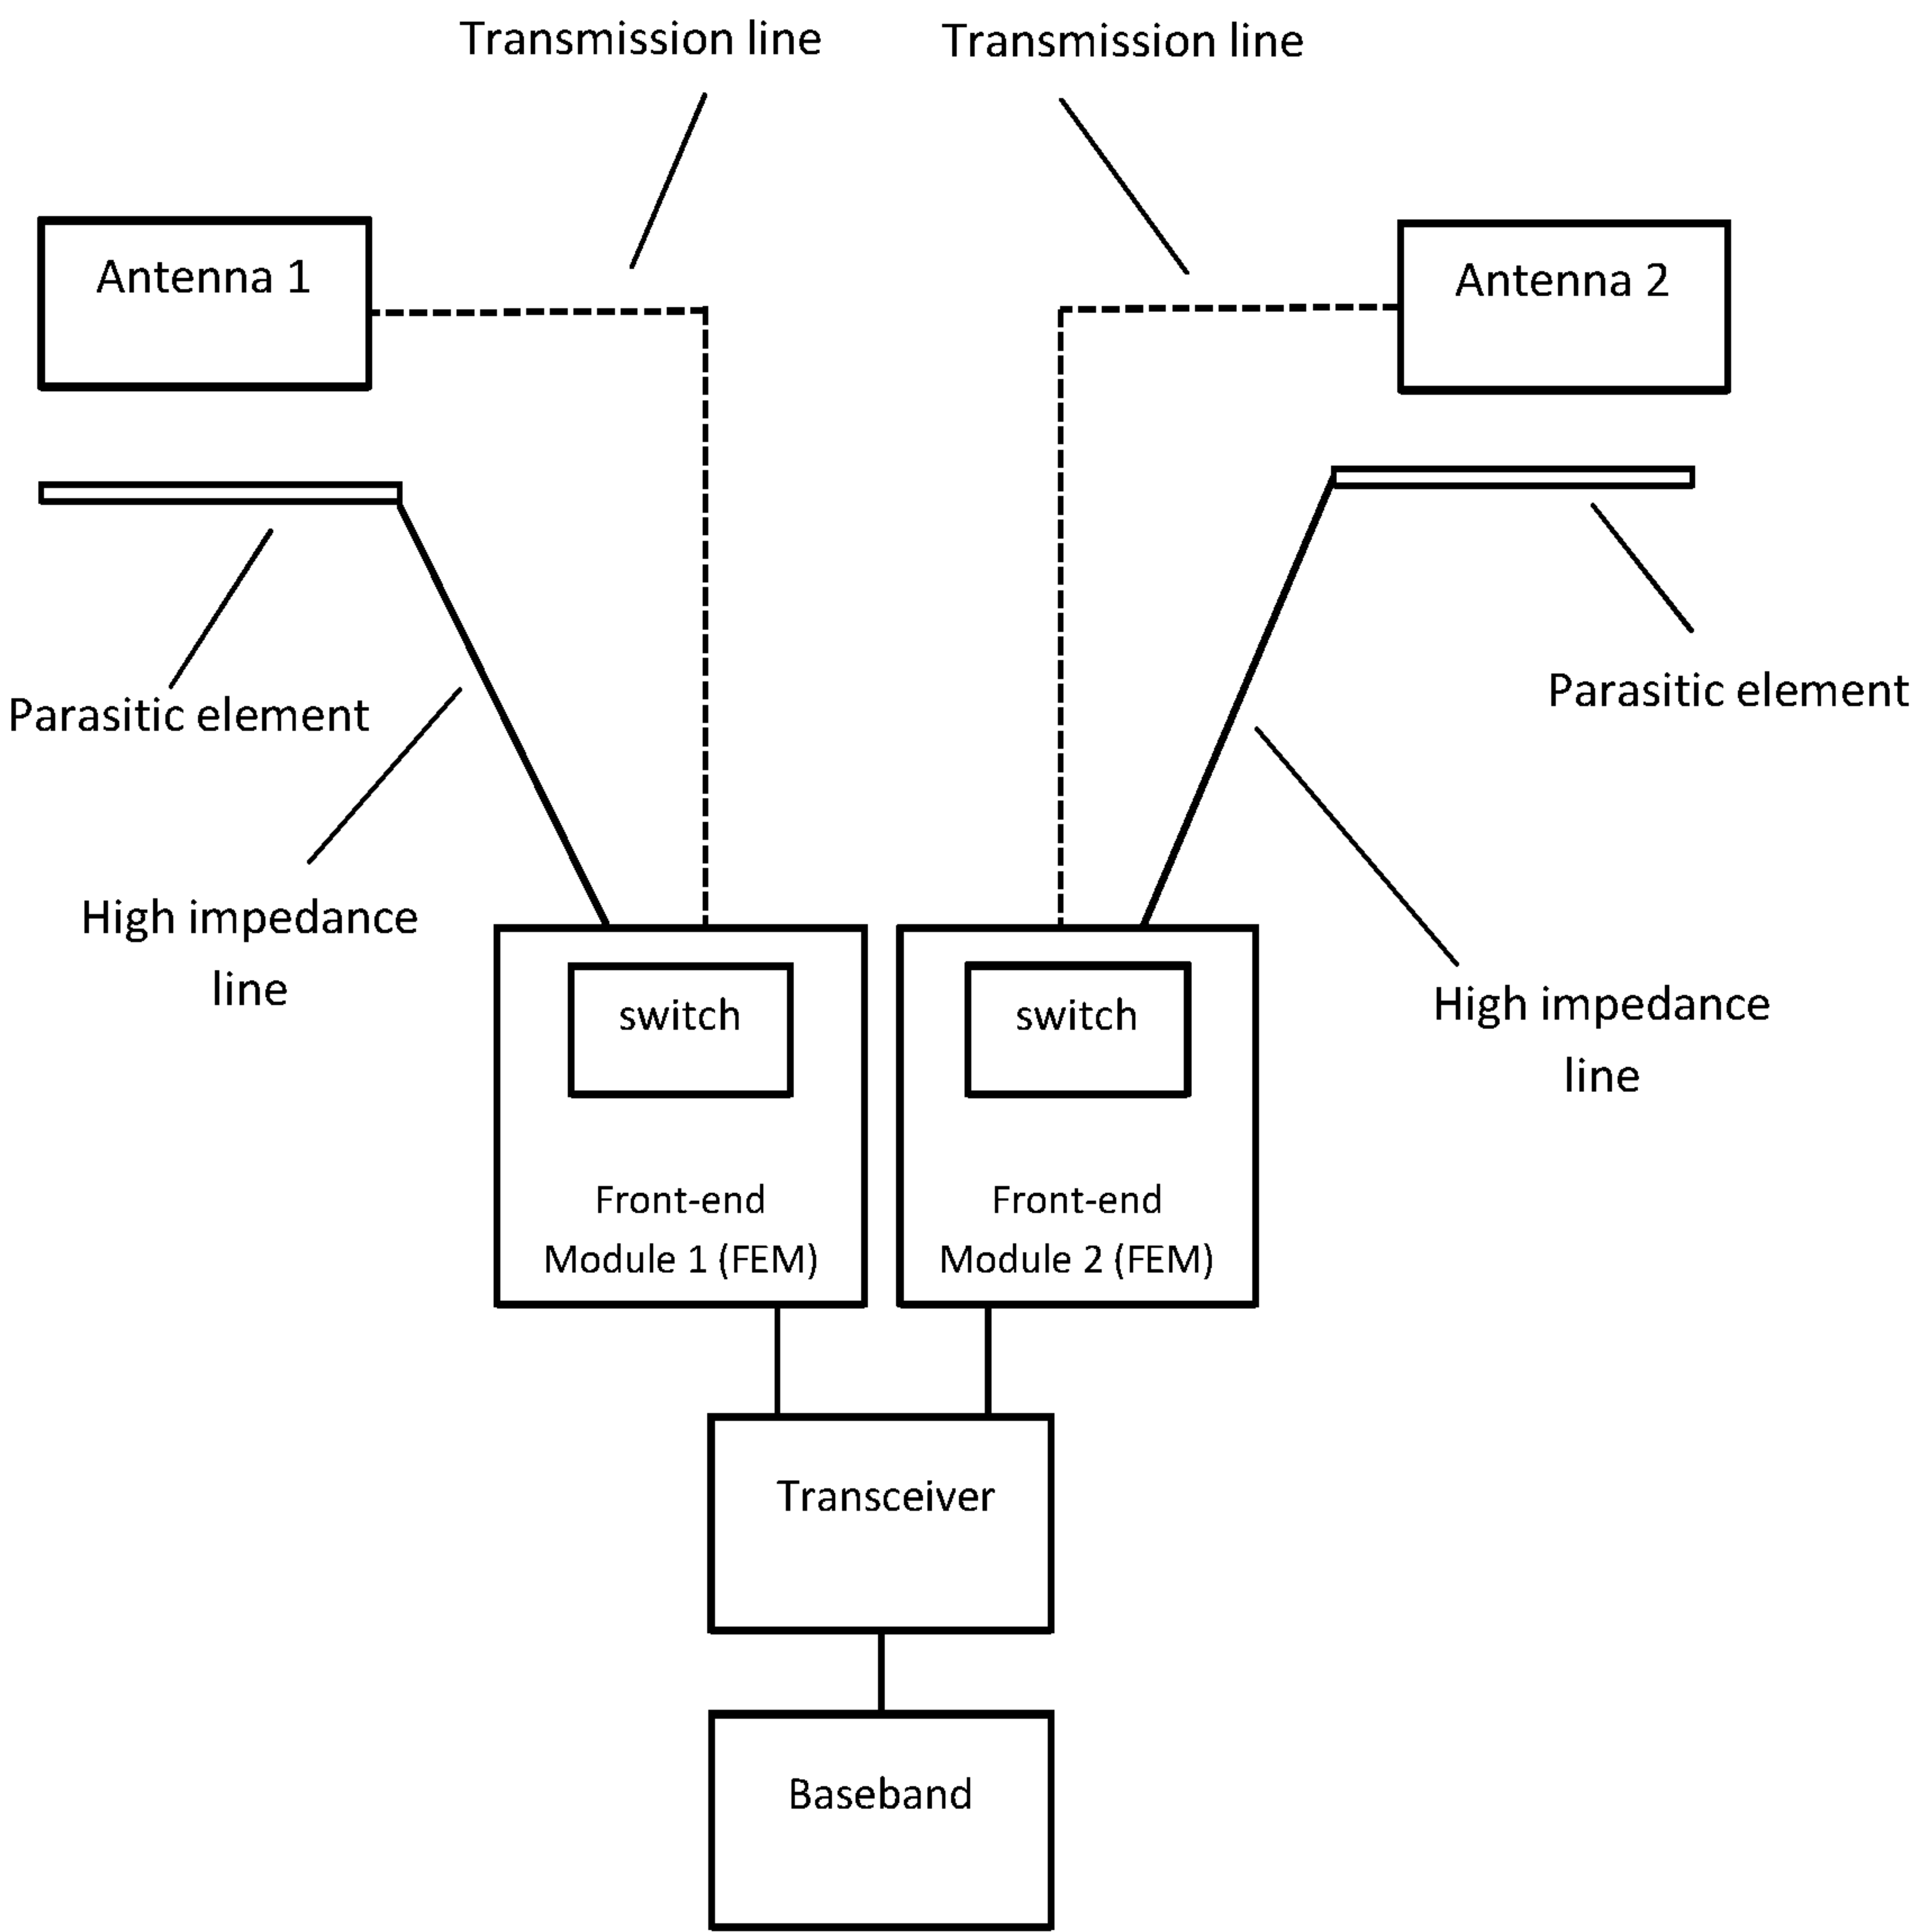 Transmission line
Transmission line
Antenna 1
Antenna 2
Parasitic element
Parasitic element
High impedance
line
High impedance
line
switch
switch
Front-end
Module 1 (FEM)
Front-end
Module 2 (FEM)
Transceiver
Baseband